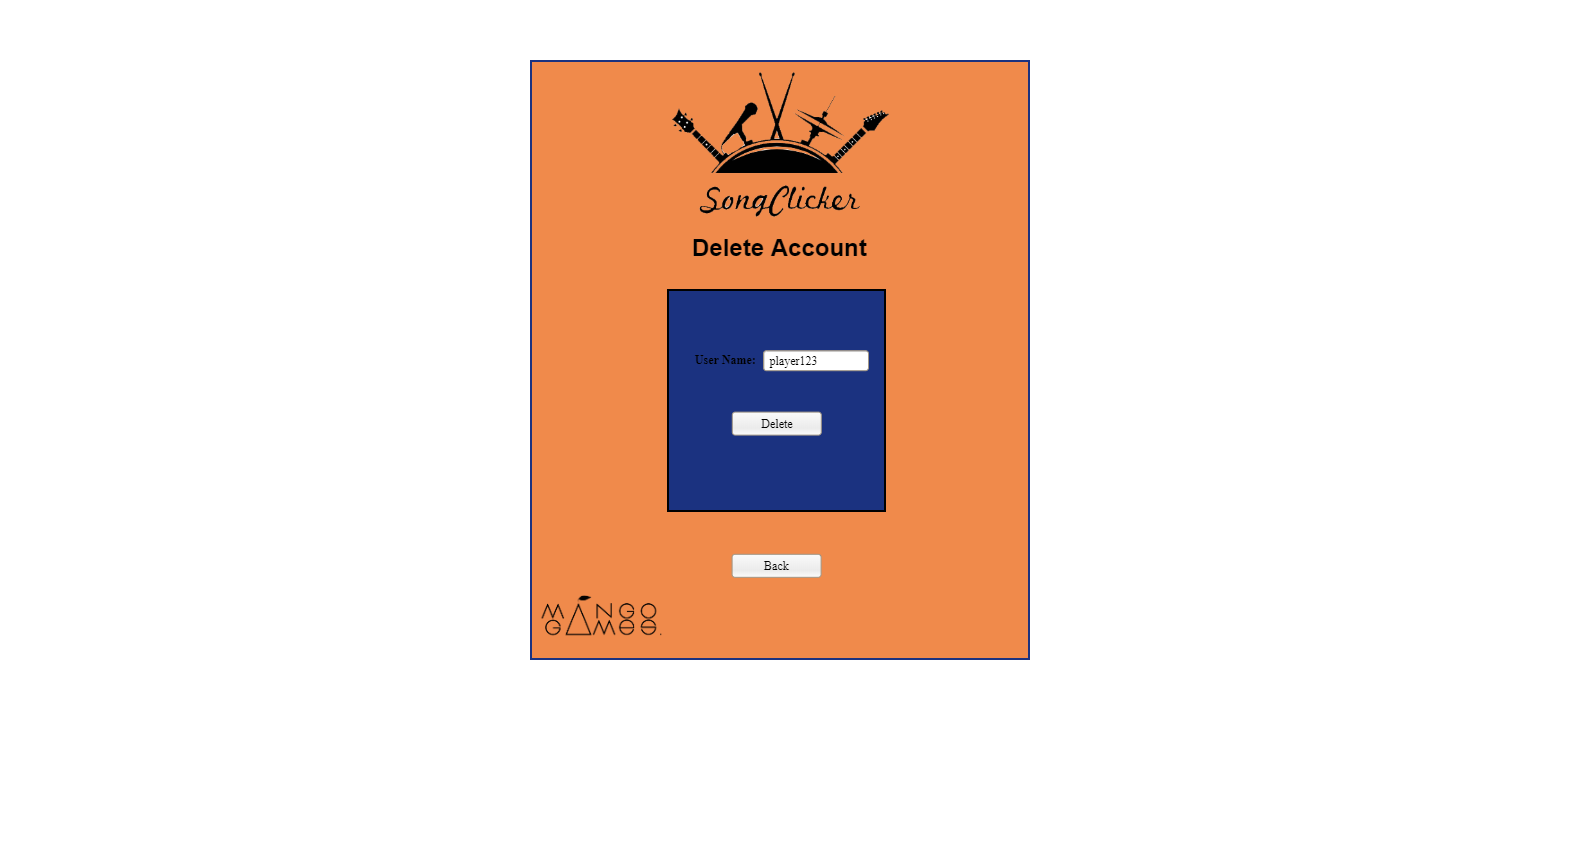 SongClicker
Delete Account
User Name: player123
Delete
Back
MANGO
GAMES.